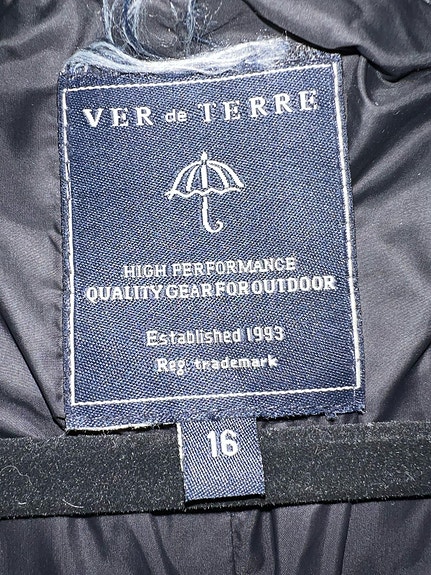 VER de TERRE
HIGH PERFORMANCE
QUALITY GEAR FOR OUTDOOR
Established 1993
Reg. trademark
16